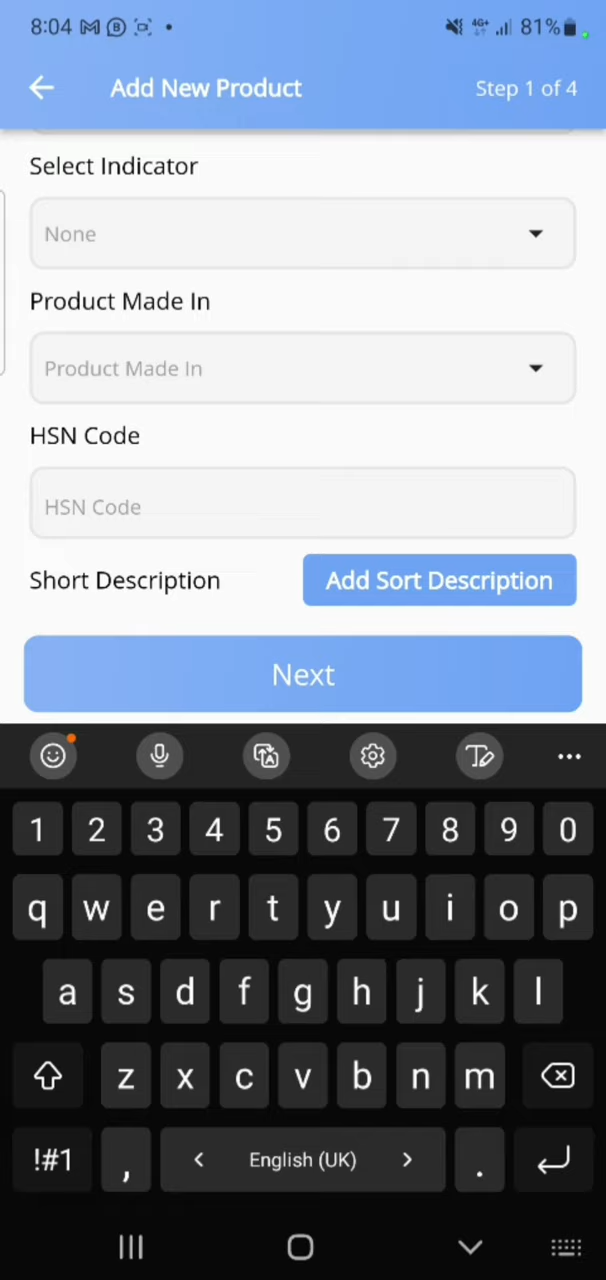 8:04 81%
Add New Product Step 1 of 4
Select Indicator
None
Product Made In
Product Made In
HSN Code
HSN Code
Short Description Add Sort Description
Next
1 2 3 4 5 6 7 8 9 0
q w e r t y u i o p
a s d f g h j k l
z x c v b n m
!#1 , < English (UK) > .